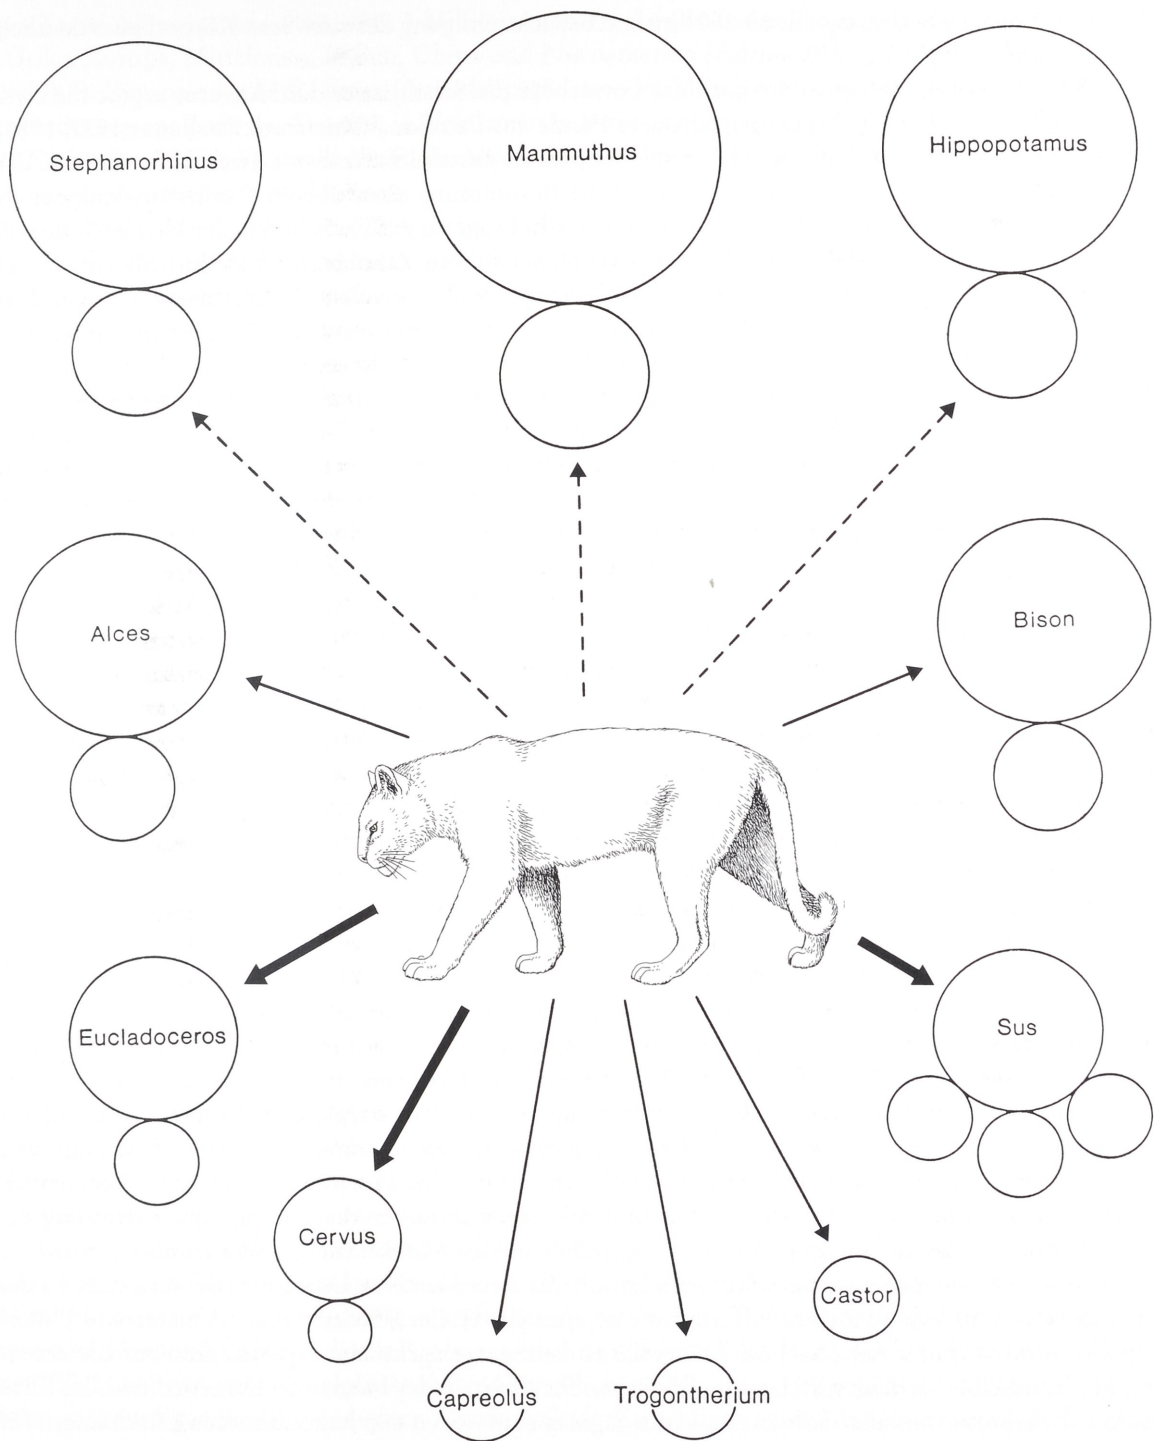 Stephanorhinus
Mammuthus
Hippopotamus
Alces
Bison
Eucladoceros
Sus
Cervus
Castor
Capreolus
Trogontherium